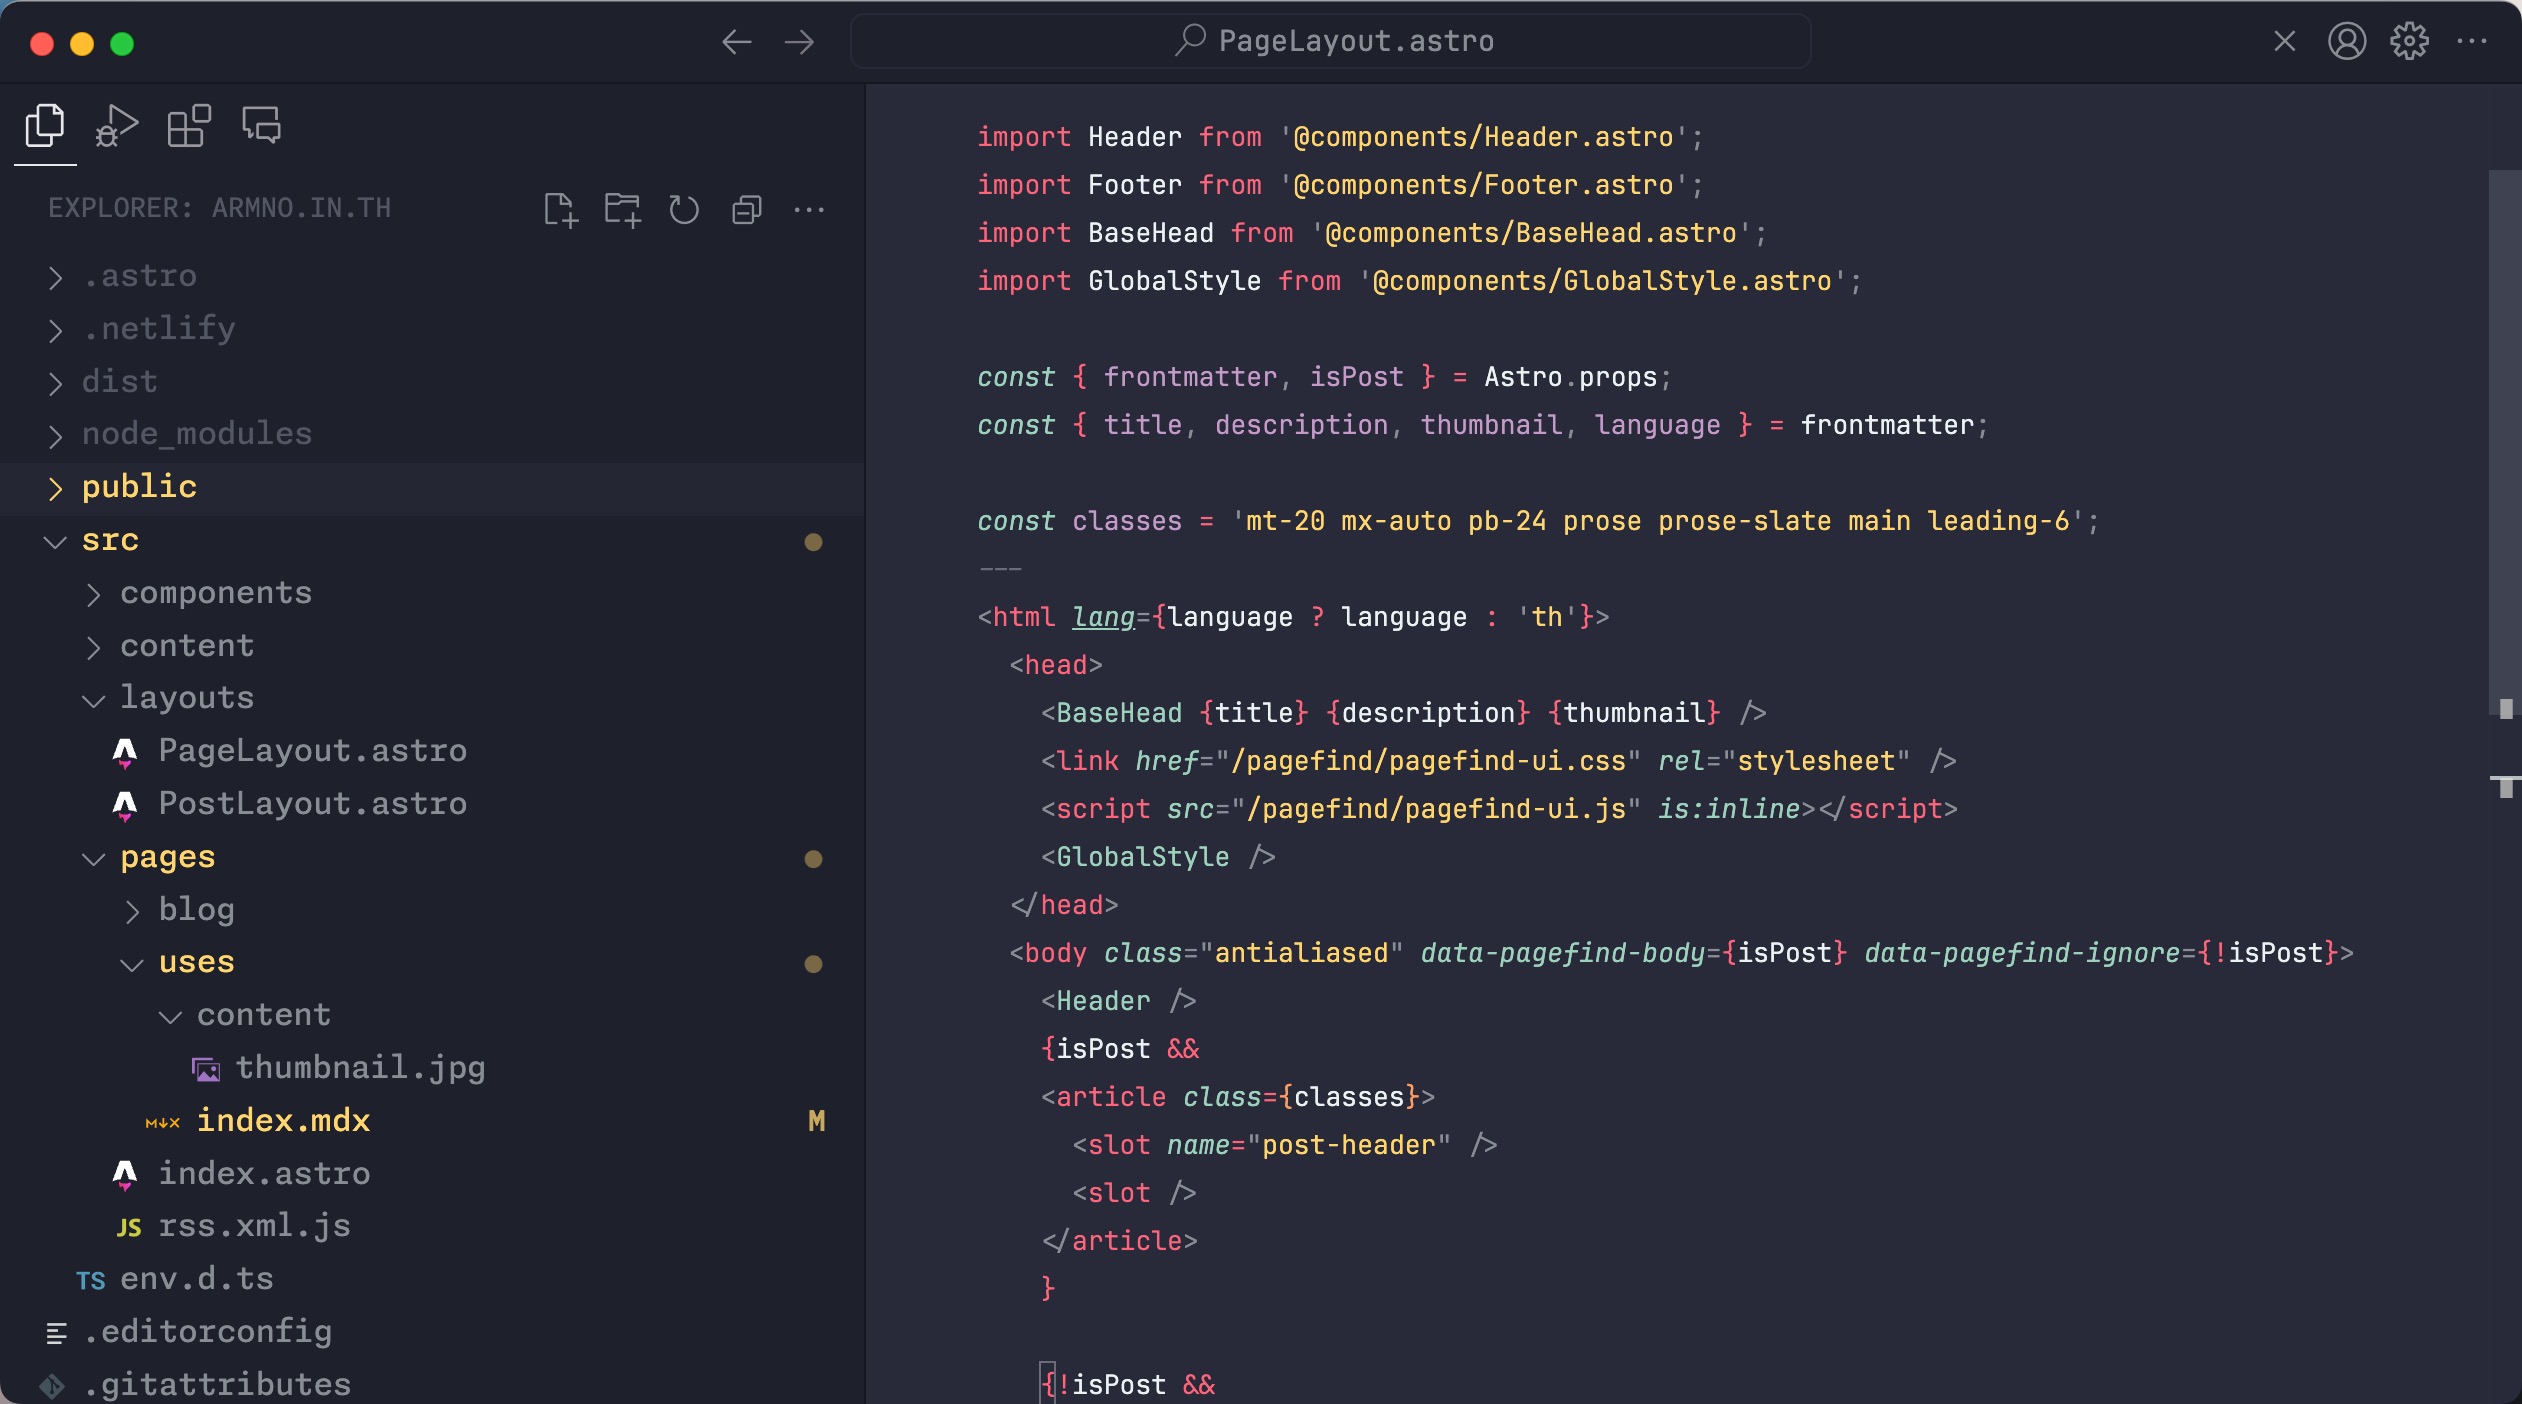 PageLayout.astro
EXPLORER: ARMNO.IN.TH
.astro
.netlify
dist
node_modules
public
src
components
content
layouts
PageLayout.astro
PostLayout.astro
pages
blog
uses
content
thumbnail.jpg
index.mdx M
index.astro
JS rss.xml.js
TS env.d.ts
.editorconfig
.gitattributes
import Header from '@components/Header.astro';
import Footer from '@components/Footer.astro';
import BaseHead from '@components/BaseHead.astro';
import GlobalStyle from '@components/GlobalStyle.astro';
const { frontmatter, isPost } = Astro.props;
const { title, description, thumbnail, language } = frontmatter;
const classes = 'mt-20 mx-auto pb-24 prose prose-slate main leading-6';
---
<html lang={language ? language : 'th'}>
<head>
<BaseHead {title} {description} {thumbnail} />
<link href="/pagefind/pagefind-ui.css" rel="stylesheet" />
<script src="/pagefind/pagefind-ui.js" is:inline></script>
<GlobalStyle />
</head>
<body class="antialiased" data-pagefind-body={isPost} data-pagefind-ignore={!isPost}>
<Header />
{isPost &&
<article class={classes}>
<slot name="post-header" />
<slot />
</article>
}
{!isPost &&